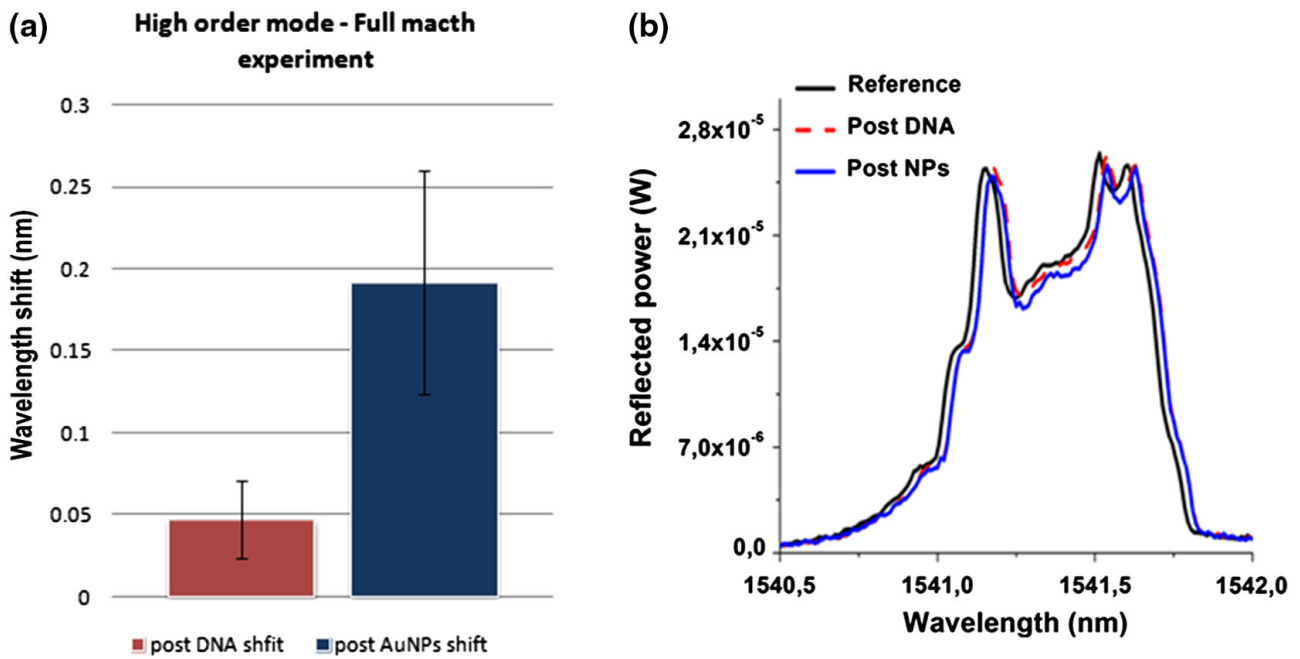 (a)
High order mode - Full macth
experiment
Wavelength shift (nm)
0.3
0.25
0.2
0.15
0.1
0.05
0
post DNA shfit
post AuNPs shift
(b)
Reference
Post DNA
Post NPs
Reflected power (W)
2,8x10⁻⁵
2,1x10⁻⁵
1,4x10⁻⁵
7,0x10⁻⁶
0,0
1540,5 1541,0 1541,5 1542,0
Wavelength (nm)